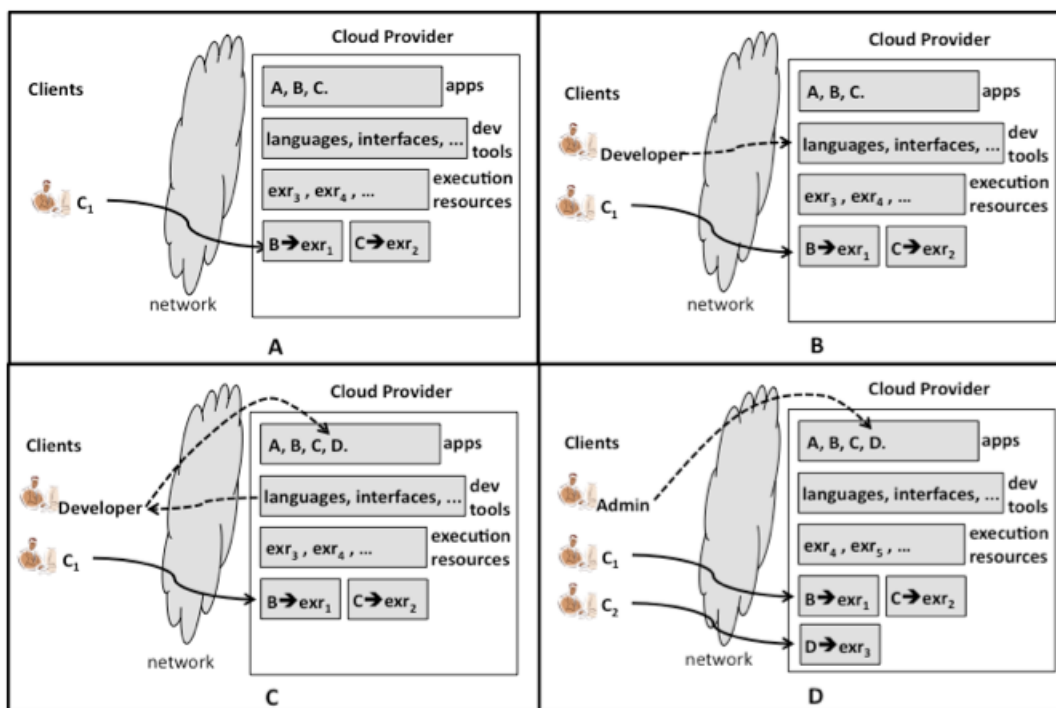 Cloud Provider
Clients
A, B, C. apps
languages, interfaces, ... dev tools
exr3 , exr4 , ... execution resources
C1
B➔exr1 C➔exr2
network
A
Cloud Provider
Clients
A, B, C. apps
Developer
languages, interfaces, ... dev tools
exr3 , exr4 , ... execution resources
C1
B➔exr1 C➔exr2
network
B
Cloud Provider
Clients
A, B, C, D. apps
Developer
languages, interfaces, ... dev tools
exr3 , exr4 , ... execution resources
C1
B➔exr1 C➔exr2
network
C
Cloud Provider
Clients
A, B, C, D. apps
Admin
languages, interfaces, ... dev tools
exr4 , exr5 , ... execution resources
C1
B➔exr1 C➔exr2
C2
D➔exr3
network
D